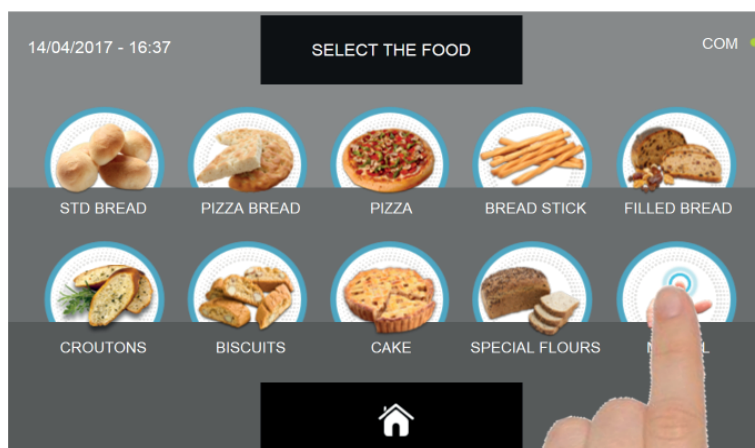 14/04/2017 - 16:37
SELECT THE FOOD
COM
STD BREAD
PIZZA BREAD
PIZZA
BREAD STICK
FILLED BREAD
CROUTONS
BISCUITS
CAKE
SPECIAL FLOURS